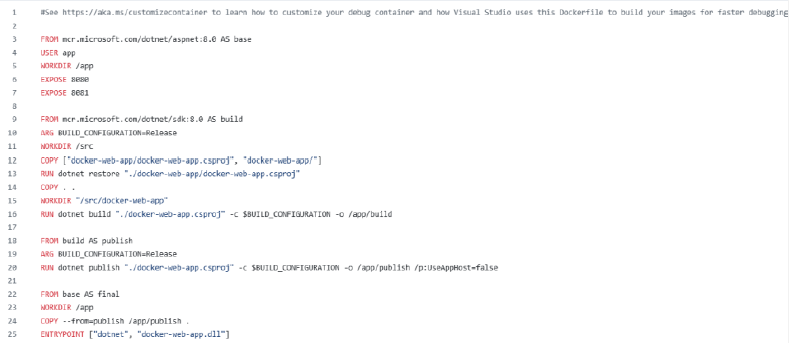 1 #See https://aka.ms/customizecontainer to learn how to customize your debug container and how Visual Studio uses this Dockerfile to build your images for faster debugging
2
3 FROM mcr.microsoft.com/dotnet/aspnet:8.0 AS base
4 USER app
5 WORKDIR /app
6 EXPOSE 8080
7 EXPOSE 8081
8
9 FROM mcr.microsoft.com/dotnet/sdk:8.0 AS build
10 ARG BUILD_CONFIGURATION=Release
11 WORKDIR /src
12 COPY ["docker-web-app/docker-web-app.csproj", "docker-web-app/"]
13 RUN dotnet restore "./docker-web-app/docker-web-app.csproj"
14 COPY . .
15 WORKDIR "/src/docker-web-app"
16 RUN dotnet build "./docker-web-app.csproj" -c $BUILD_CONFIGURATION -o /app/build
17
18 FROM build AS publish
19 ARG BUILD_CONFIGURATION=Release
20 RUN dotnet publish "./docker-web-app.csproj" -c $BUILD_CONFIGURATION -o /app/publish /p:UseAppHost=false
21
22 FROM base AS final
23 WORKDIR /app
24 COPY --from=publish /app/publish .
25 ENTRYPOINT ["dotnet", "docker-web-app.dll"]